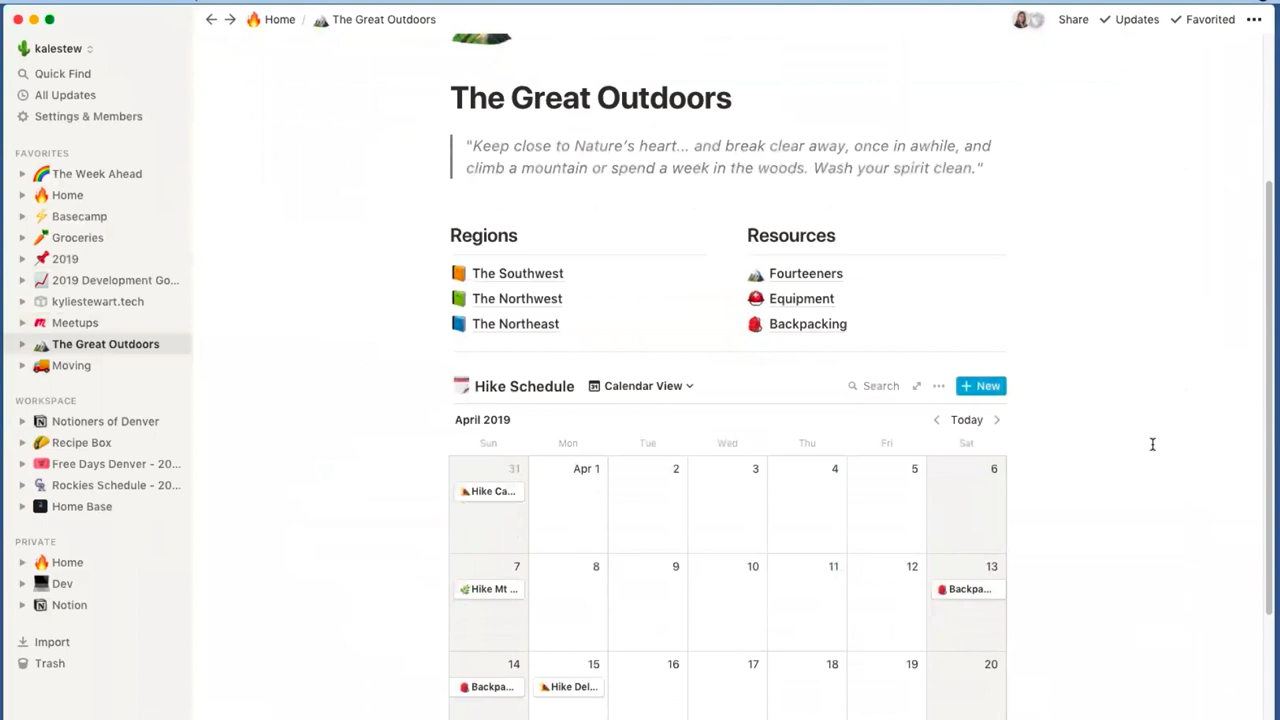 kalestew
Quick Find
All Updates
Settings & Members
FAVORITES
The Week Ahead
Home
Basecamp
Groceries
2019
2019 Development Go...
kyliestewart.tech
Meetups
The Great Outdoors
Moving
WORKSPACE
Notioners of Denver
Recipe Box
Free Days Denver - 20...
Rockies Schedule - 20...
Home Base
PRIVATE
Home
Dev
Notion
Import
Trash
Home / The Great Outdoors
Share Updates Favorited
The Great Outdoors
"Keep close to Nature's heart... and break clear away, once in awhile, and
climb a mountain or spend a week in the woods. Wash your spirit clean."
Regions
The Southwest
The Northwest
The Northeast
Resources
Fourteeners
Equipment
Backpacking
Hike Schedule Calendar View Search New
April 2019 Today
Sun Mon Tue Wed Thu Fri Sat
31 Apr 1 2 3 4 5 6
Hike Ca...
7 8 9 10 11 12 13
Hike Mt ... Backpa...
14 15 16 17 18 19 20
Backpa... Hike Del...